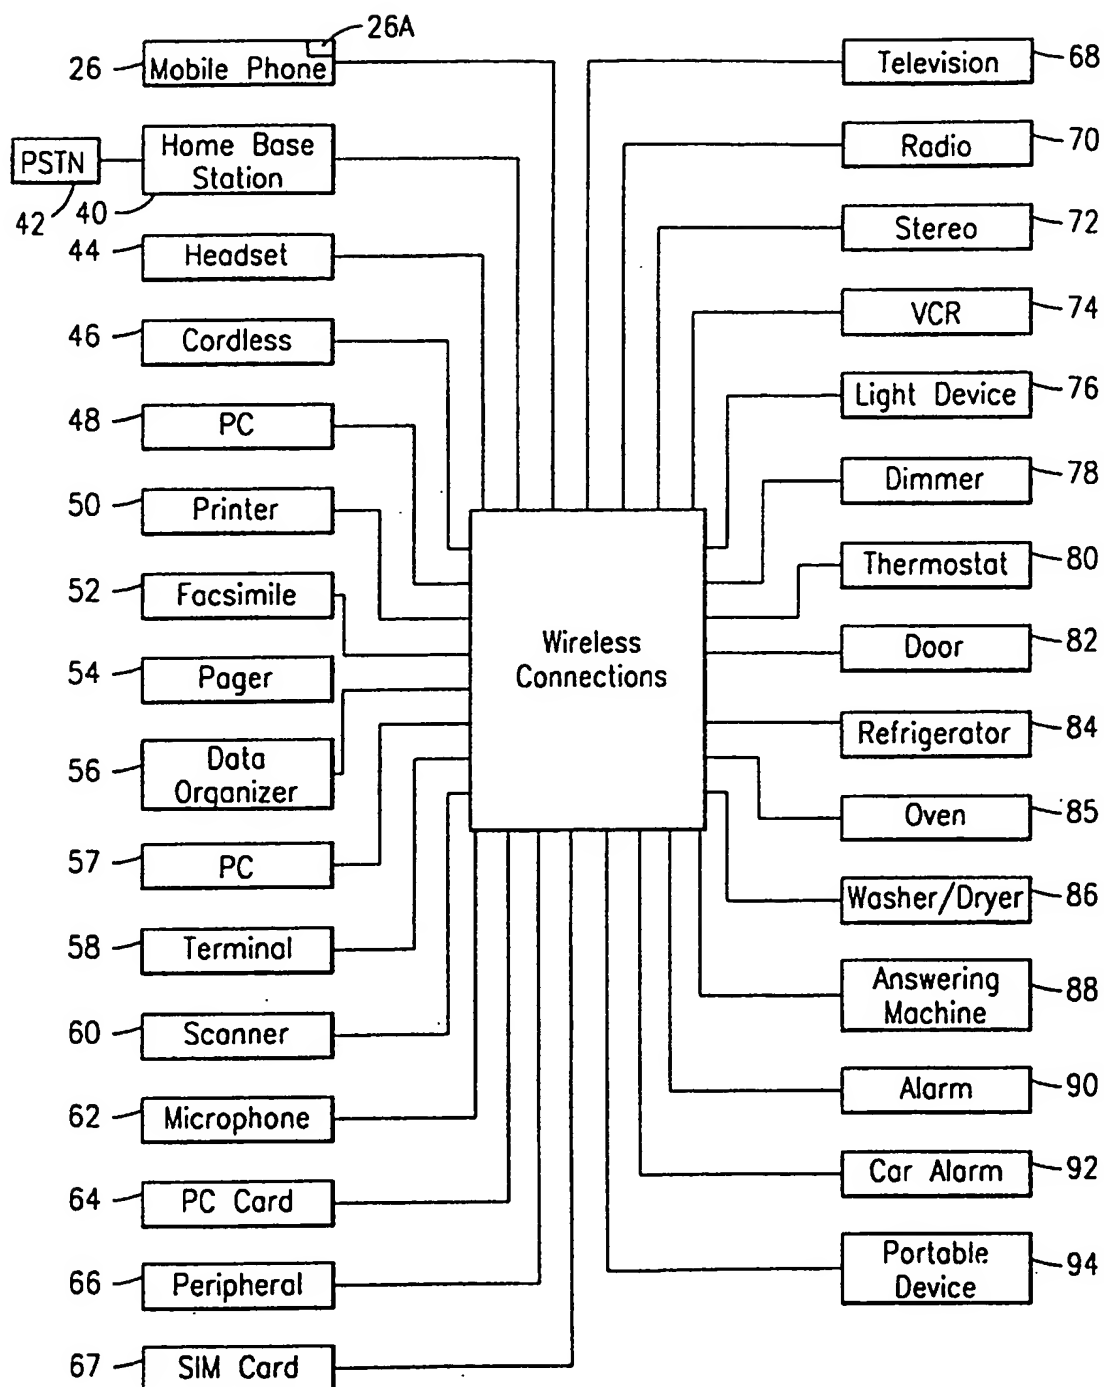 26A
26
Mobile Phone
PSTN
42
Home Base
Station
40
44
Headset
46
Cordless
48
PC
50
Printer
52
Facsimile
54
Pager
56
Data
Organizer
57
PC
58
Terminal
60
Scanner
62
Microphone
64
PC Card
66
Peripheral
67
SIM Card
Wireless
Connections
Television
68
Radio
70
Stereo
72
VCR
74
Light Device
76
Dimmer
78
Thermostat
80
Door
82
Refrigerator
84
Oven
85
Washer/Dryer
86
Answering
Machine
88
Alarm
90
Car Alarm
92
Portable
Device
94